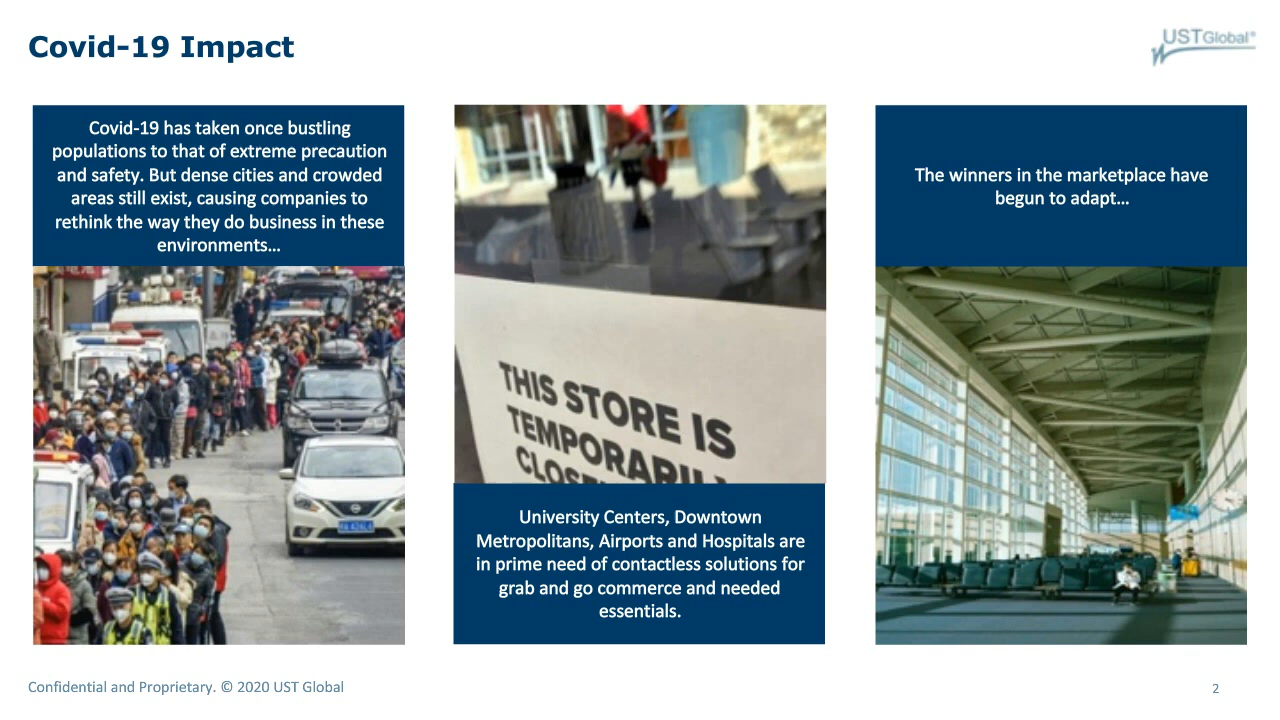 Covid-19 Impact
UST Global®
Covid-19 has taken once bustling
populations to that of extreme precaution
and safety. But dense cities and crowded
areas still exist, causing companies to
rethink the way they do business in these
environments…
THIS STORE IS
TEMPORARILY
University Centers, Downtown
Metropolitans, Airports and Hospitals are
in prime need of contactless solutions for
grab and go commerce and needed
essentials.
The winners in the marketplace have
begun to adapt…
Confidential and Proprietary. © 2020 UST Global
2